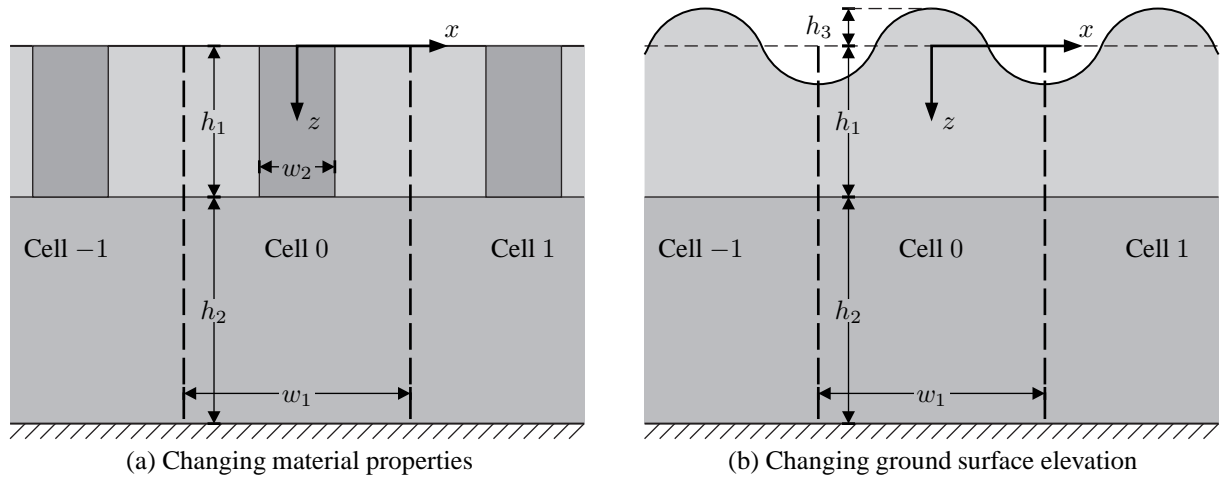 x
h₁
z
w₂
Cell −1
Cell 0
Cell 1
h₂
w₁
(a) Changing material properties
h₃
x
h₁
z
Cell −1
Cell 0
Cell 1
h₂
w₁
(b) Changing ground surface elevation